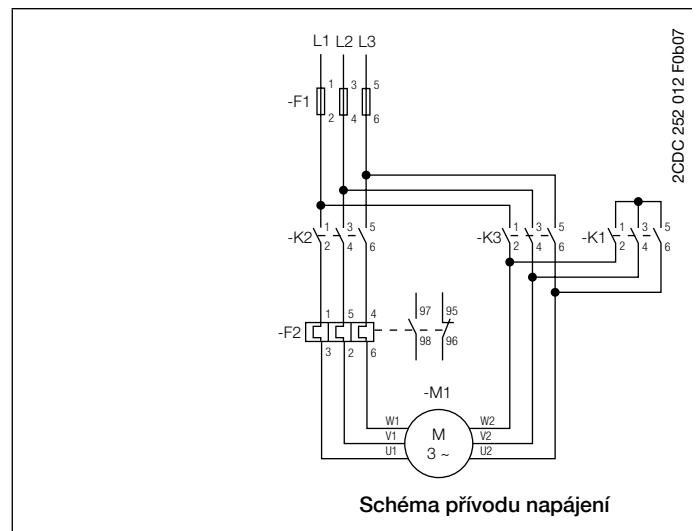 L1 L2 L3
2CDC 252 012 F0b07
-F1 1 3 5
2 4 6
-K2 1 3 5 -K3 1 3 5 -K1 1 3 5
2 4 6 2 4 6 2 4 6
97 95
-F2 1 5 4
98 96
3 2 6
-M1
W1 W2
V1 M V2
U1 3 ~ U2
Schéma přívodu napájení